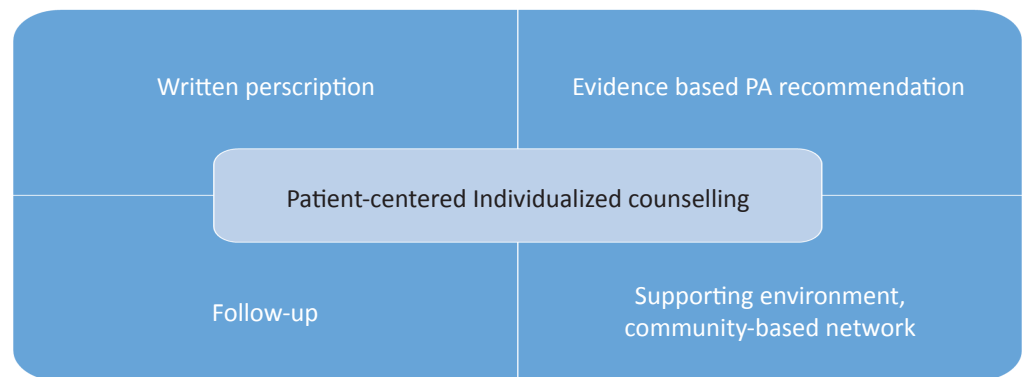 Written perscription
Evidence based PA recommendation
Patient-centered Individualized counselling
Follow-up
Supporting environment,
community-based network